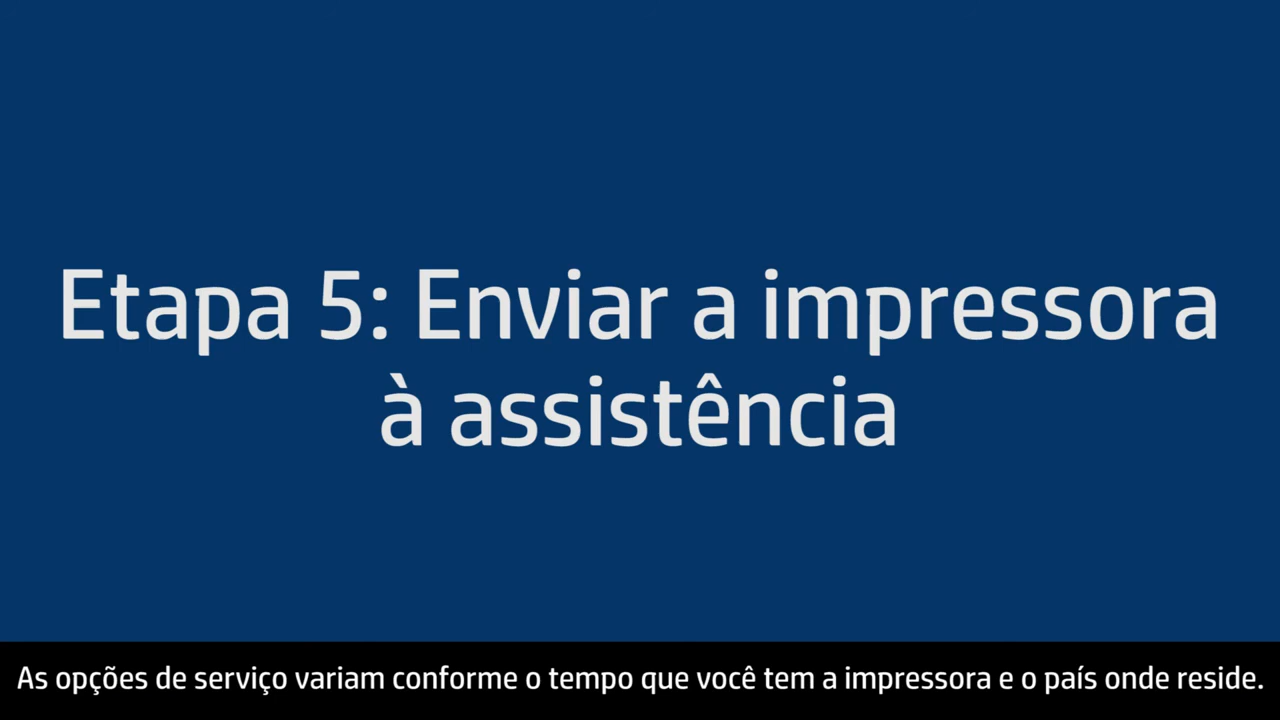 Etapa 5: Enviar a impressora
à assistência
As opções de serviço variam conforme o tempo que você tem a impressora e o país onde reside.